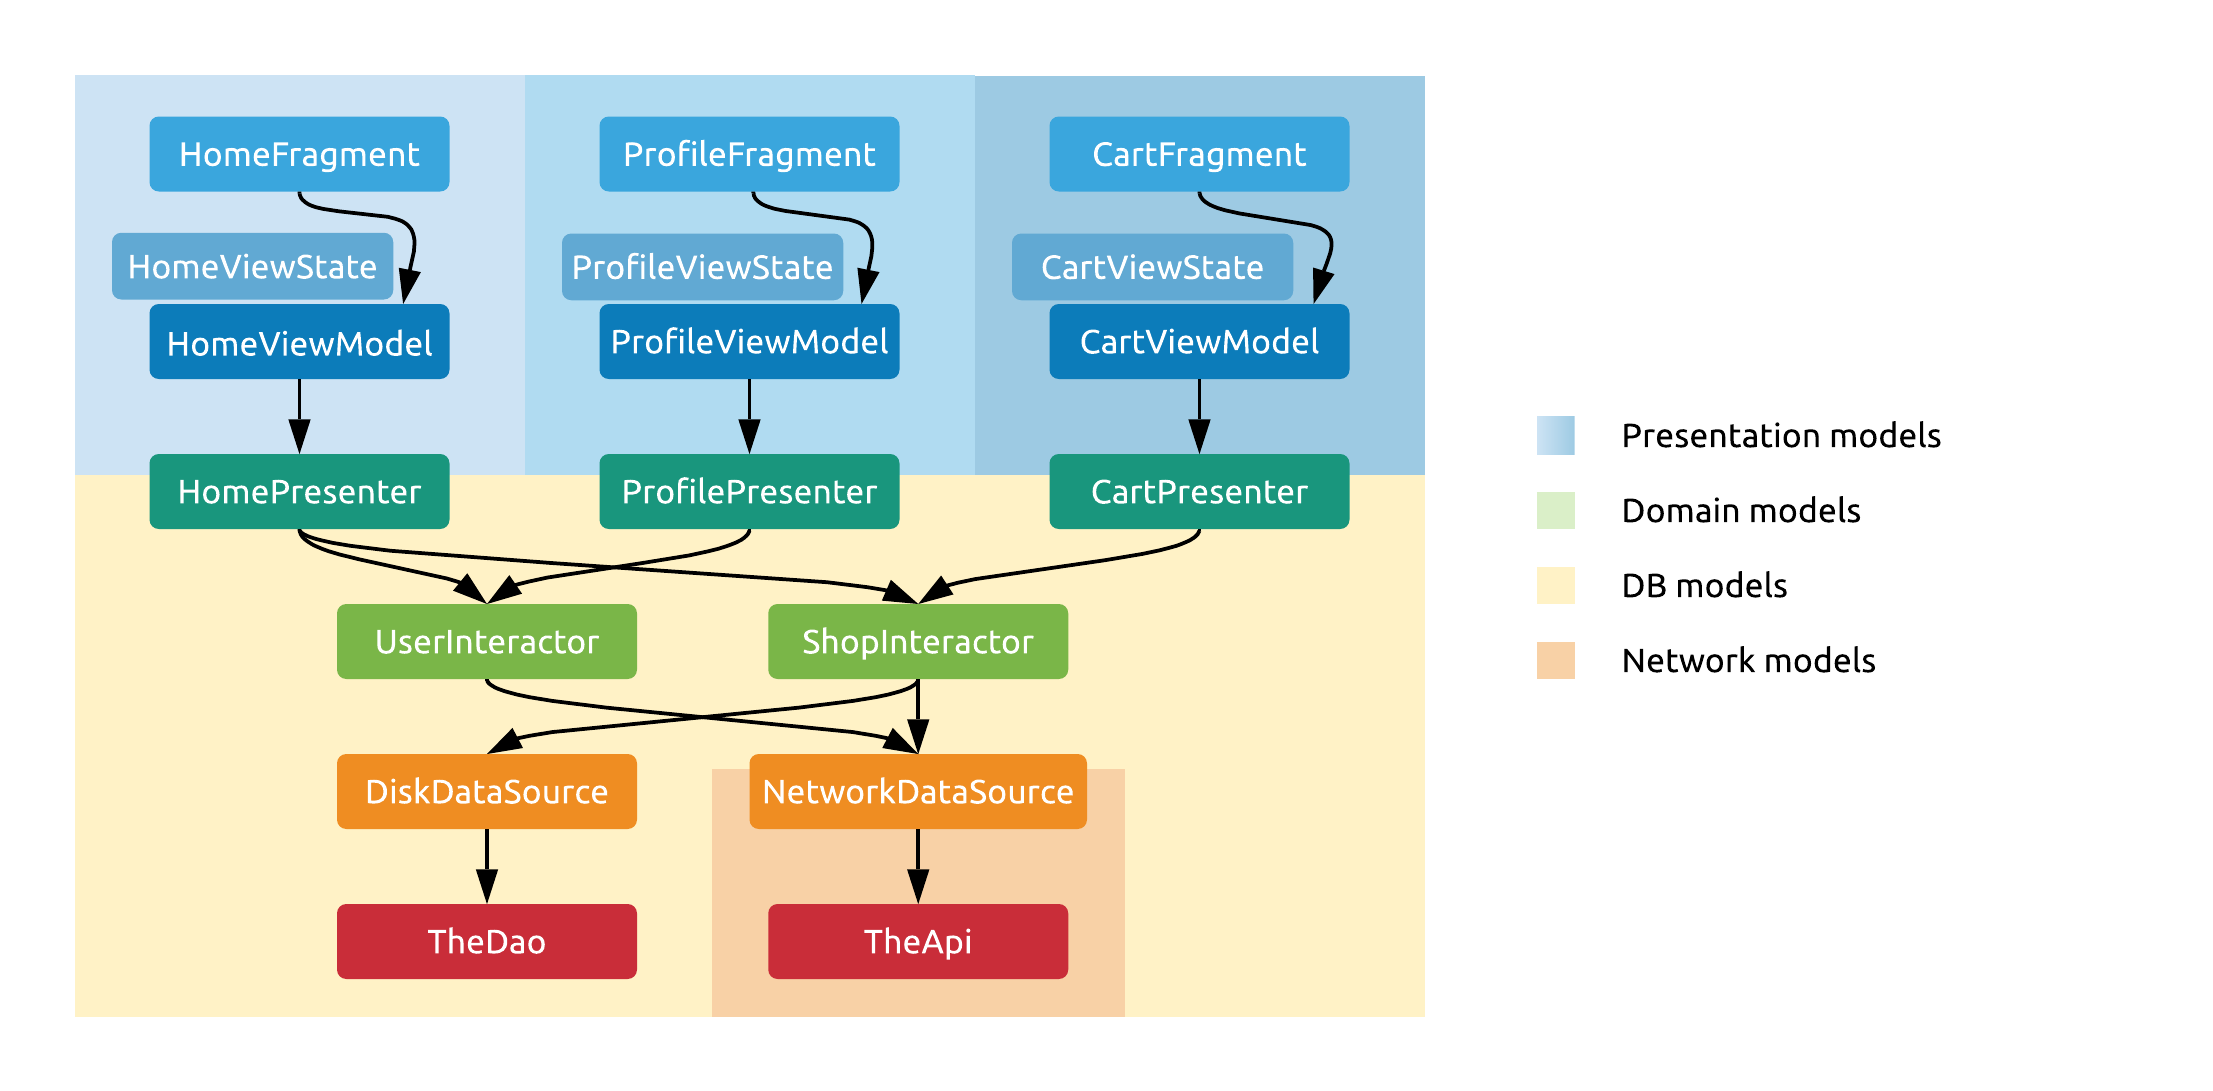 HomeFragment
ProfileFragment
CartFragment
HomeViewState
ProfileViewState
CartViewState
HomeViewModel
ProfileViewModel
CartViewModel
HomePresenter
ProfilePresenter
CartPresenter
UserInteractor
ShopInteractor
DiskDataSource
NetworkDataSource
TheDao
TheApi
Presentation models
Domain models
DB models
Network models